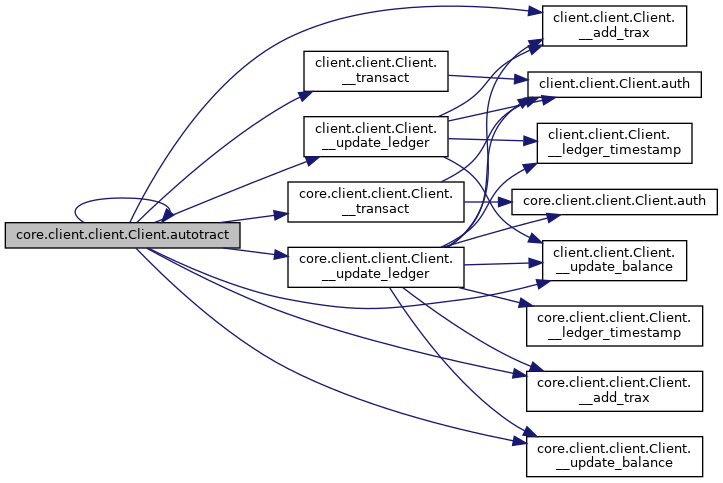 core.client.client.Client.autotract
client.client.Client.
__transact
client.client.Client.
__update_ledger
core.client.client.Client.
__transact
core.client.client.Client.
__update_ledger
client.client.Client.
__add_trax
client.client.Client.auth
client.client.Client.
__ledger_timestamp
core.client.client.Client.auth
client.client.Client.
__update_balance
core.client.client.Client.
__ledger_timestamp
core.client.client.Client.
__add_trax
core.client.client.Client.
__update_balance